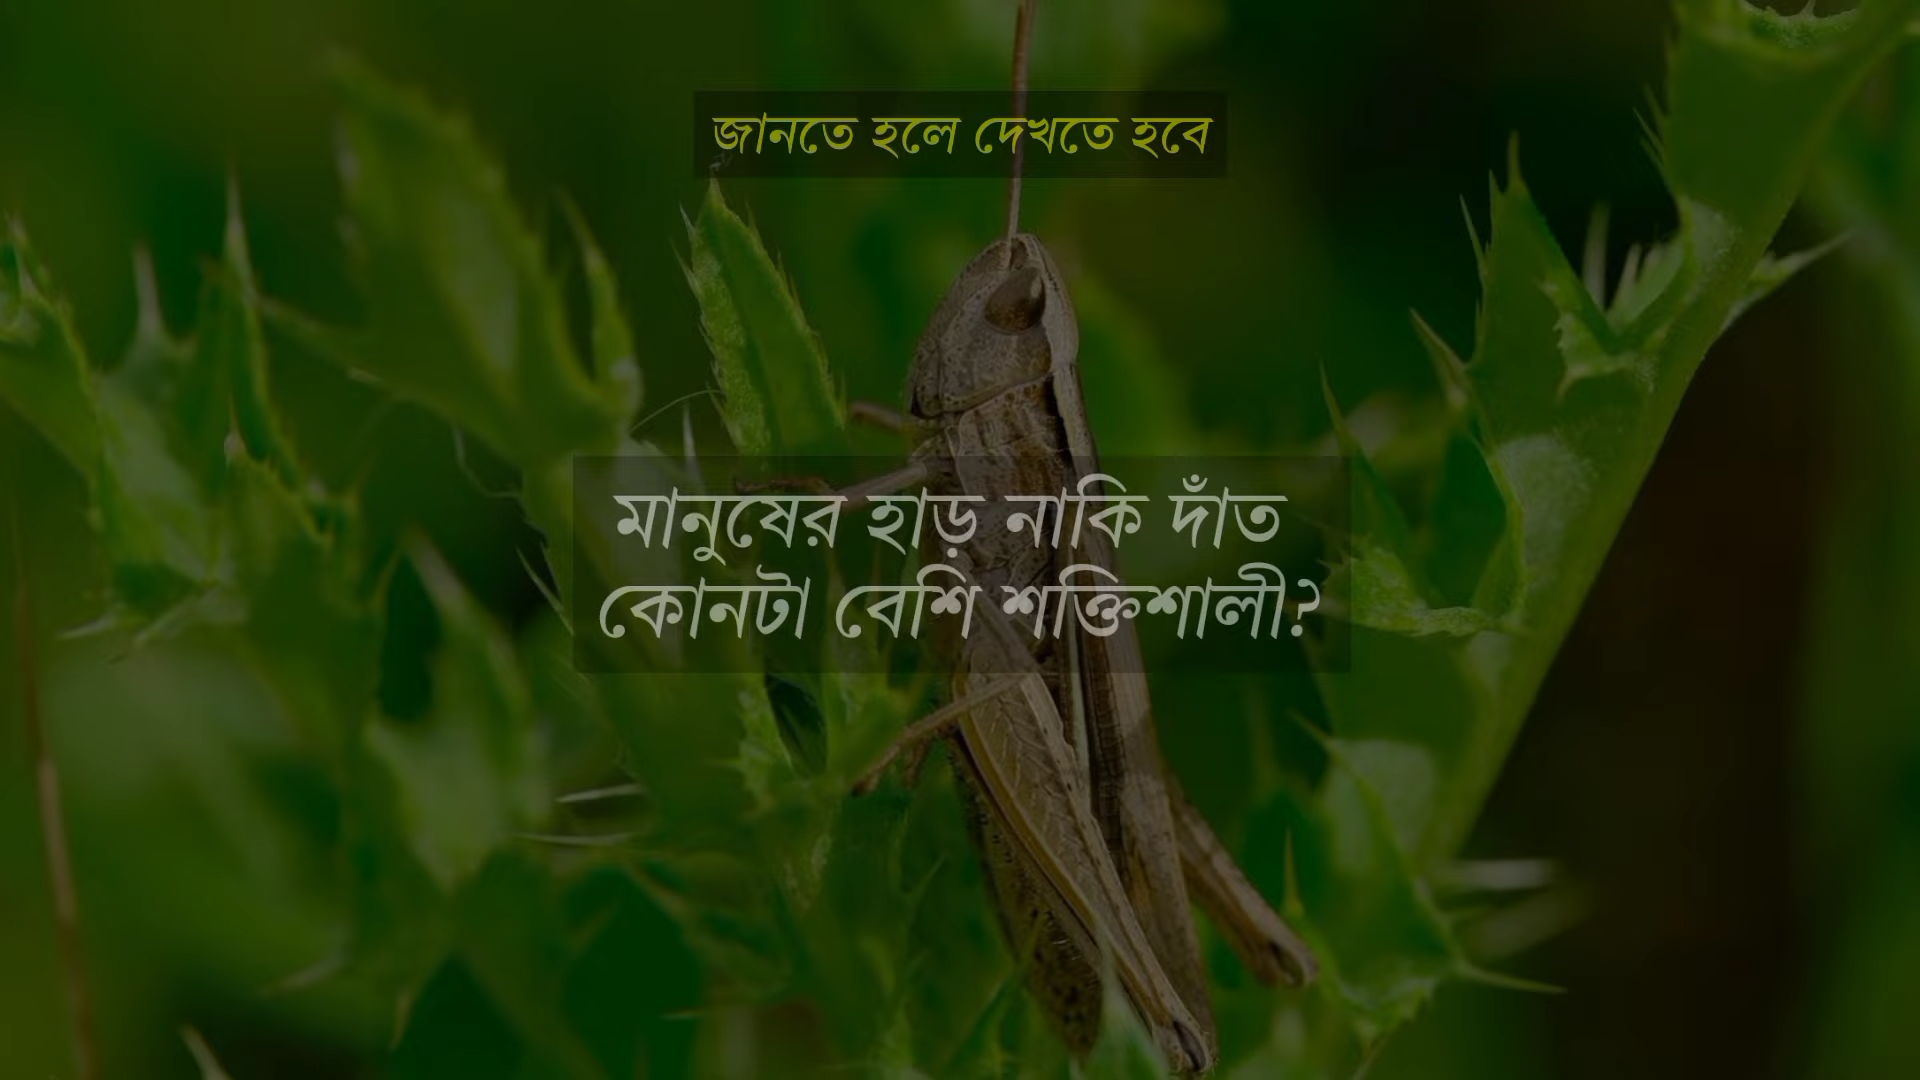 জানতে হলে দেখতে হবে
মানুষের হাড় নাকি দাঁত
কোনটা বেশি শক্তিশালী?